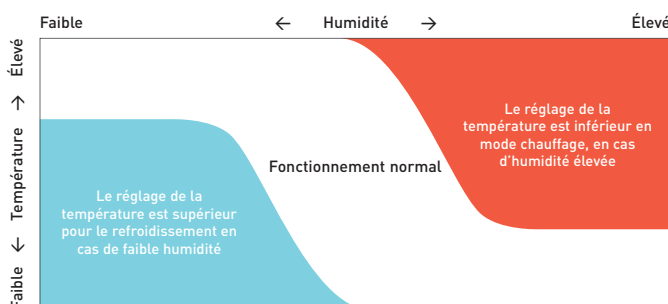 Faible ← Humidité → Élevé
Faible ← Température → Élevé
Le réglage de la
température est inférieur en
mode chauffage, en cas
d'humidité élevée
Fonctionnement normal
Le réglage de la
température est supérieur
pour le refroidissement en
cas de faible humidité